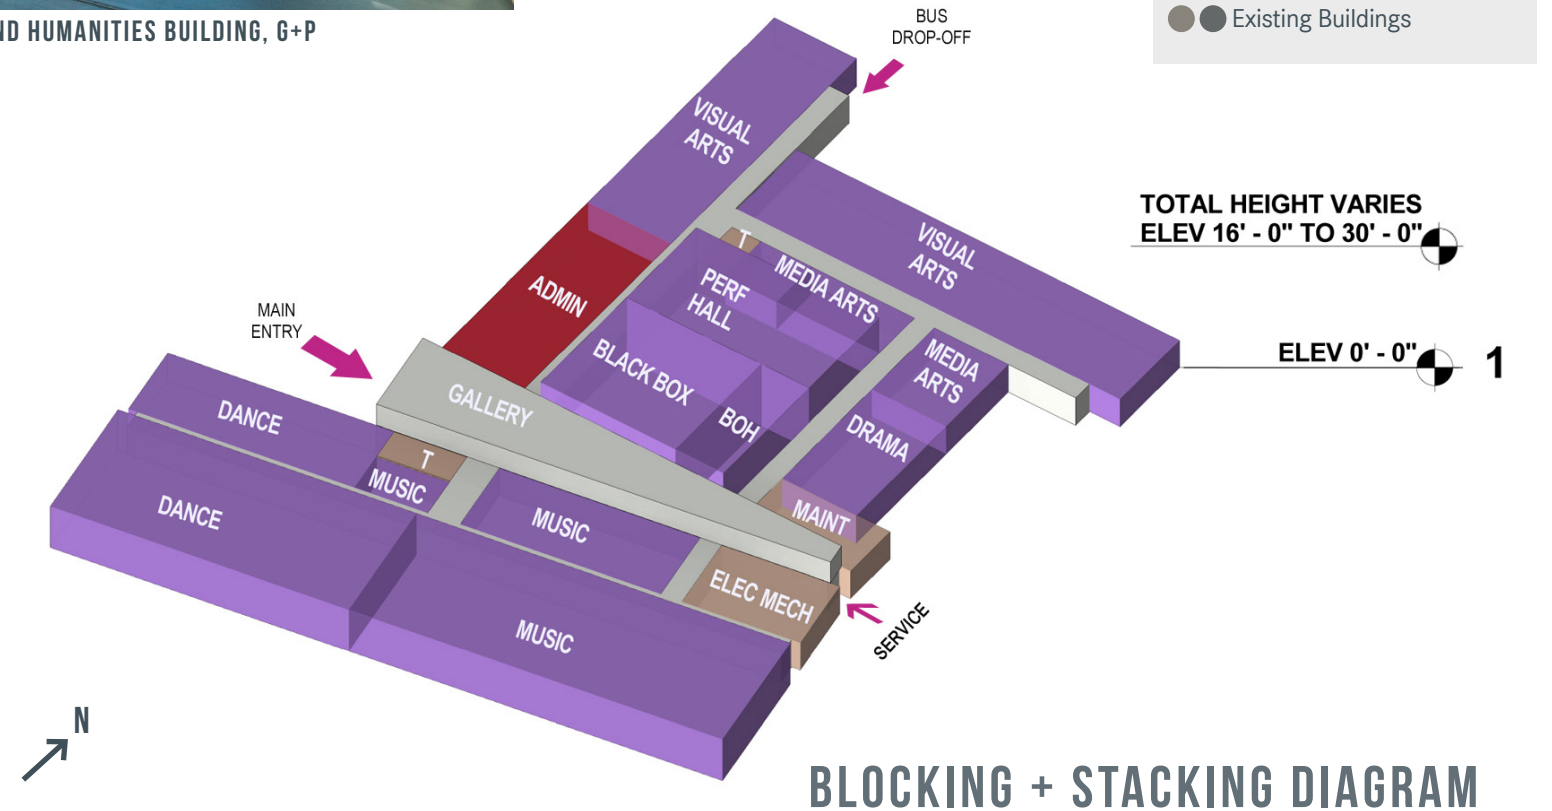 ND HUMANITIES BUILDING, G+P
BUS
DROP-OFF
Existing Buildings
VISUAL
ARTS
TOTAL HEIGHT VARIES
ELEV 16' - 0" TO 30' - 0"
VISUAL
ARTS
T
MEDIA ARTS
PERF
HALL
ADMIN
MAIN
ENTRY
ELEV 0' - 0"
1
BLACK BOX
MEDIA
ARTS
GALLERY
BOH
DRAMA
DANCE
T
MUSIC
DANCE
MUSIC
MAINT
ELEC MECH
SERVICE
MUSIC
N
BLOCKING + STACKING DIAGRAM